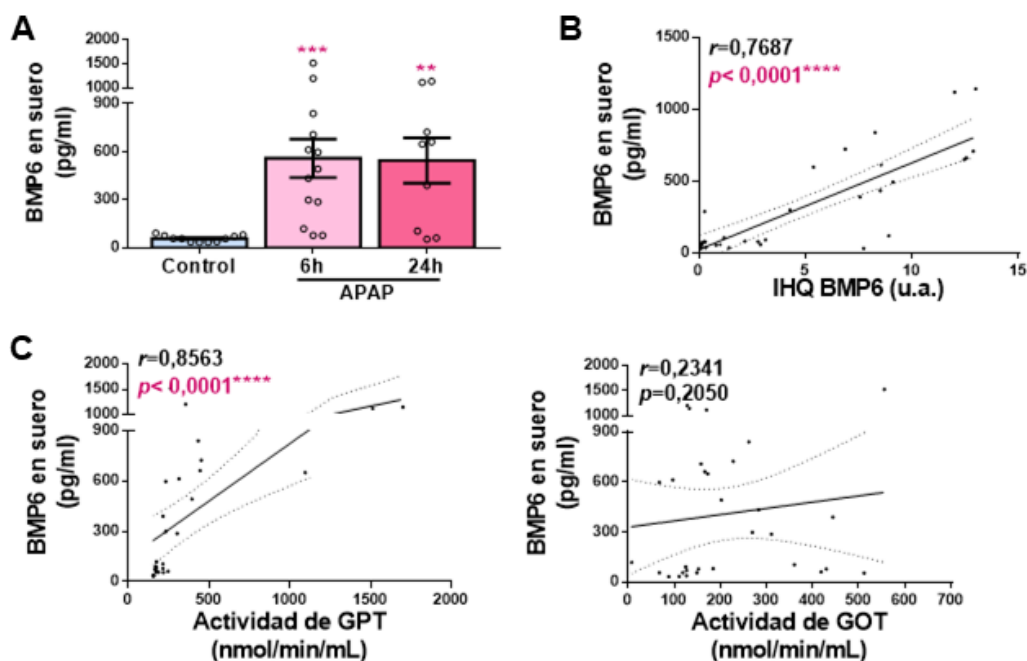 A
BMP6 en suero
(pg/ml)
2000
1500
1000
900
600
300
0
***
**
Control
6h
24h
APAP
B
r=0,7687
p< 0,0001****
BMP6 en suero
(pg/ml)
1500
1000
500
0
0
5
10
15
IHQ BMP6 (u.a.)
C
r=0,8563
p< 0,0001****
BMP6 en suero
(pg/ml)
2000
1500
1000
900
600
300
0
0
500
1000
1500
2000
Actividad de GPT
(nmol/min/mL)
r=0,2341
p=0,2050
BMP6 en suero
(pg/ml)
2000
1500
1000
900
600
300
0
0
100
200
300
400
500
600
700
Actividad de GOT
(nmol/min/mL)